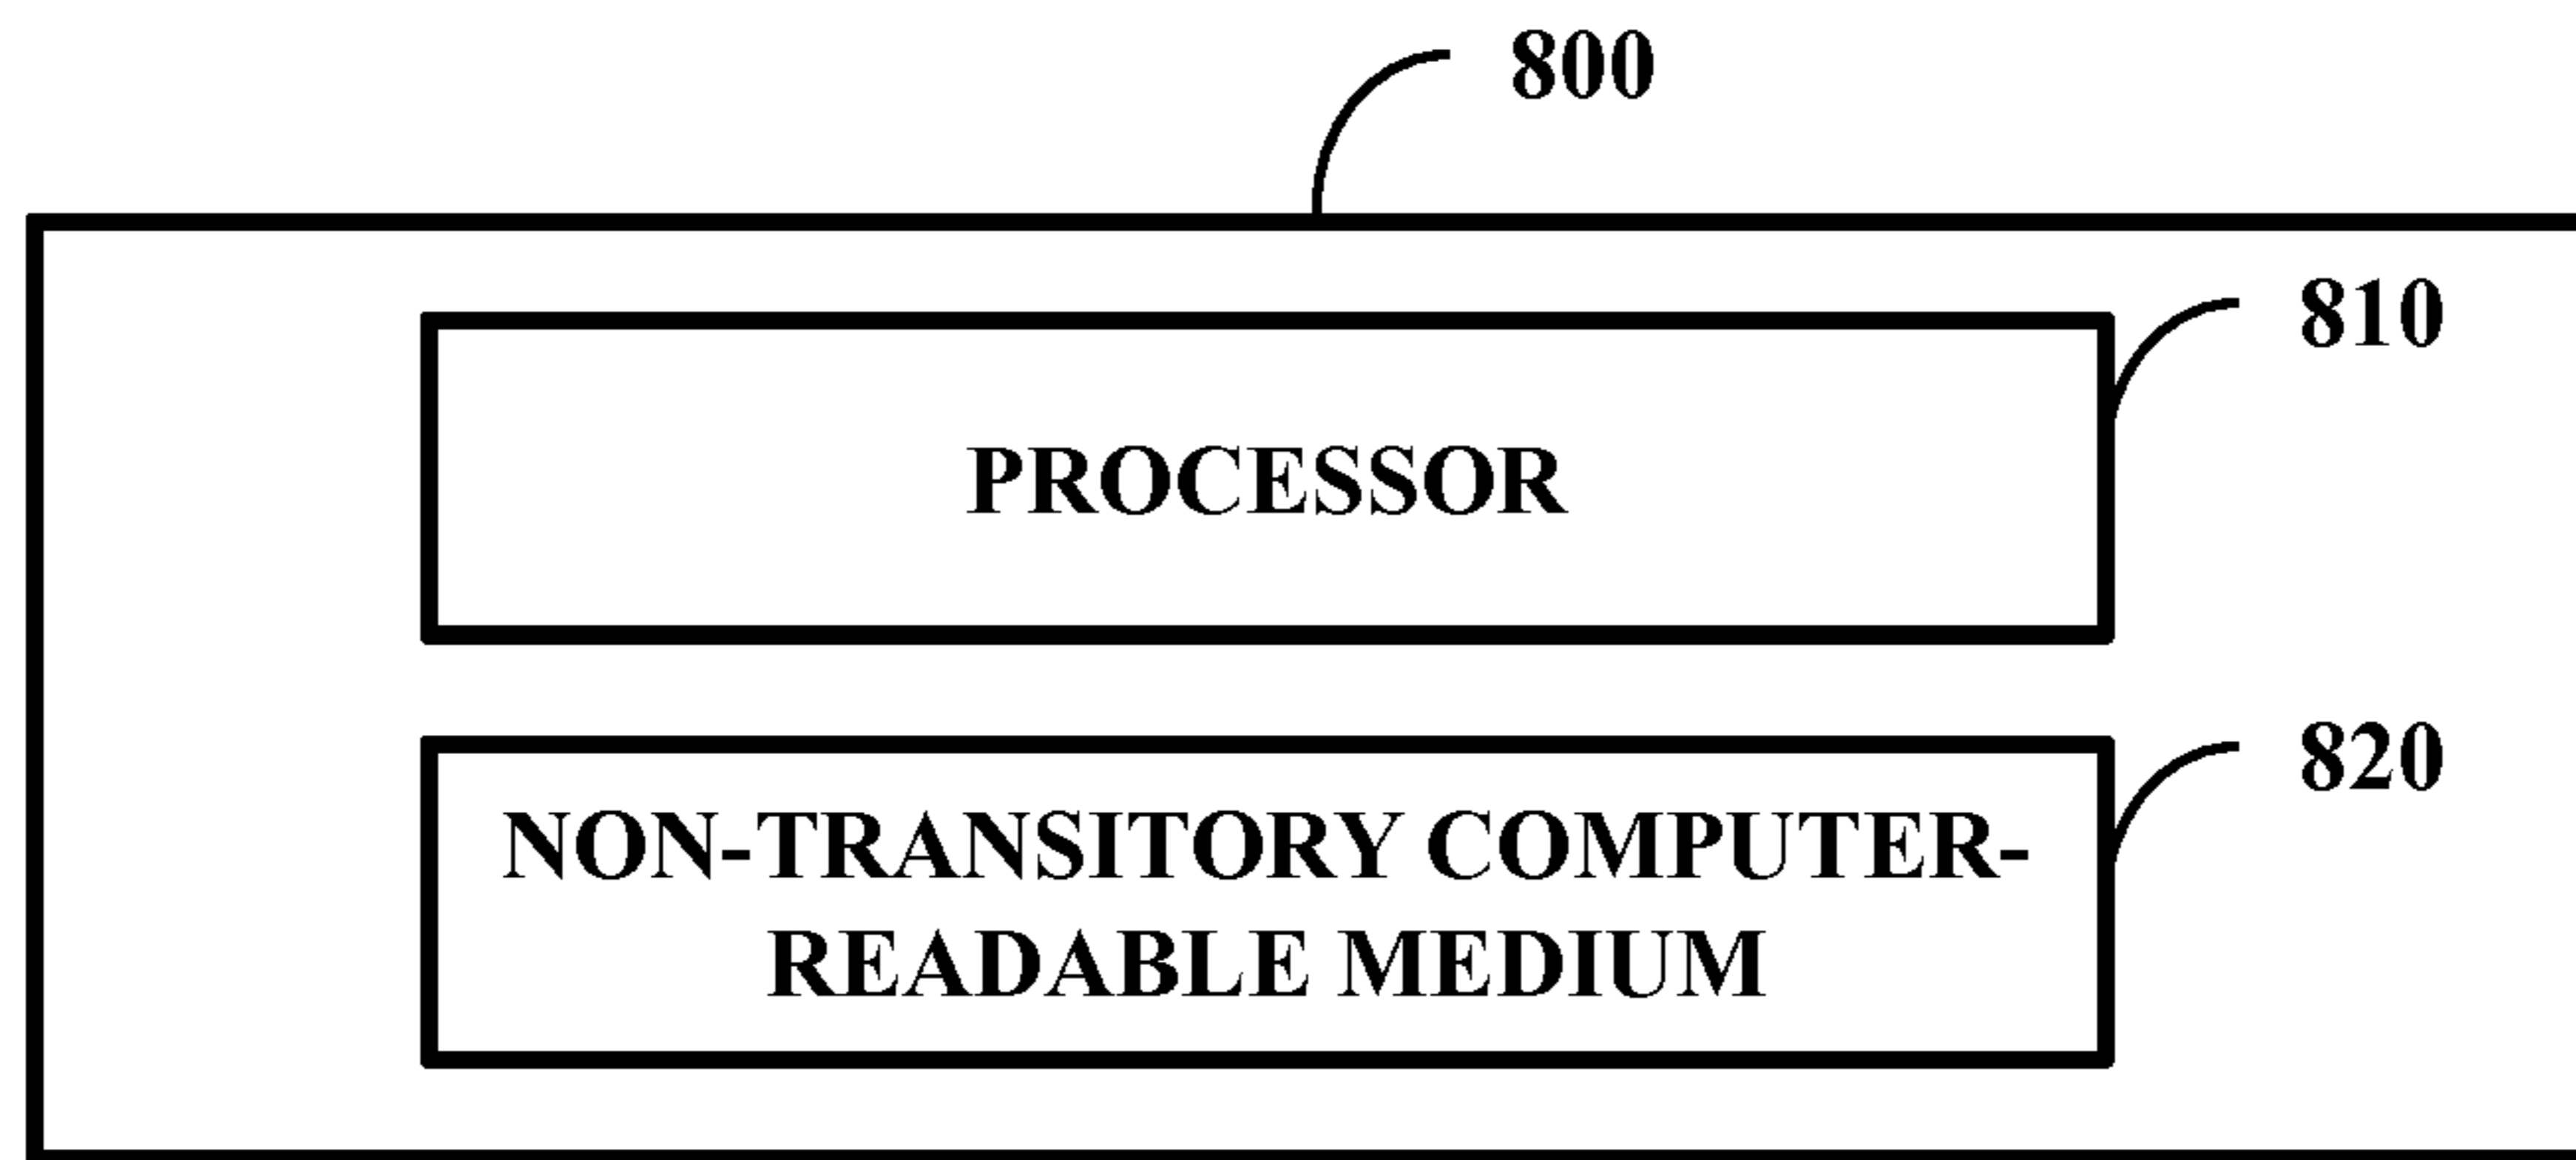 800
810
PROCESSOR
820
NON-TRANSITORY COMPUTER-
READABLE MEDIUM